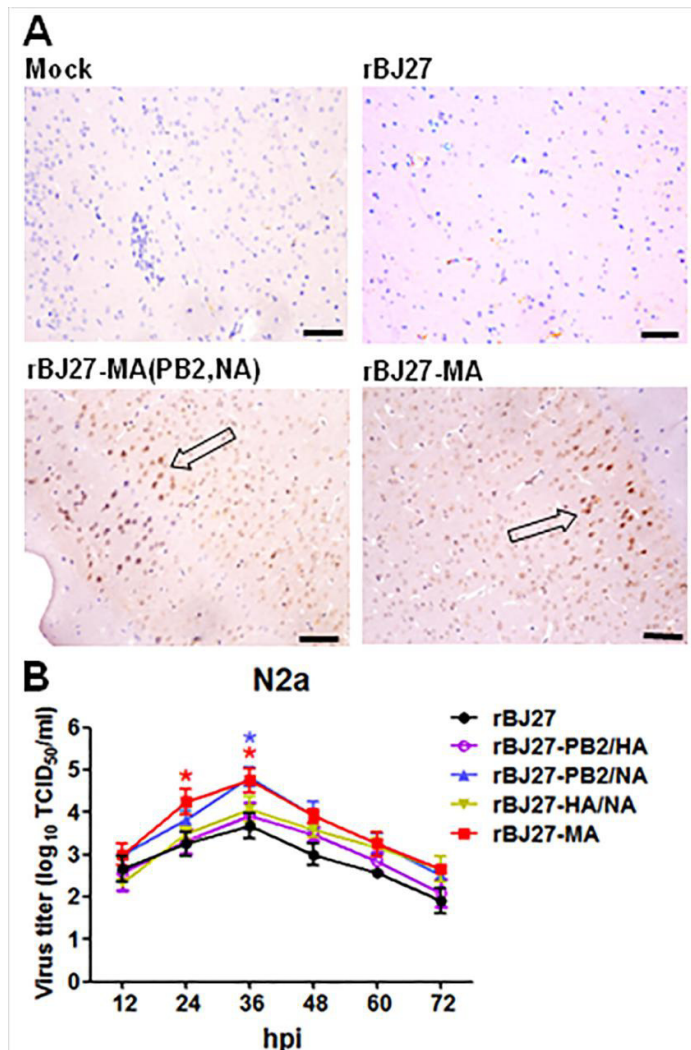 A
Mock
rBJ27
rBJ27-MA(PB2,NA)
rBJ27-MA
B
N2a
Virus titer (log10 TCID50/ml)
6
5
4
3
2
1
0
12 24 36 48 60 72
hpi
* * *
rBJ27
rBJ27-PB2/HA
rBJ27-PB2/NA
rBJ27-HA/NA
rBJ27-MA